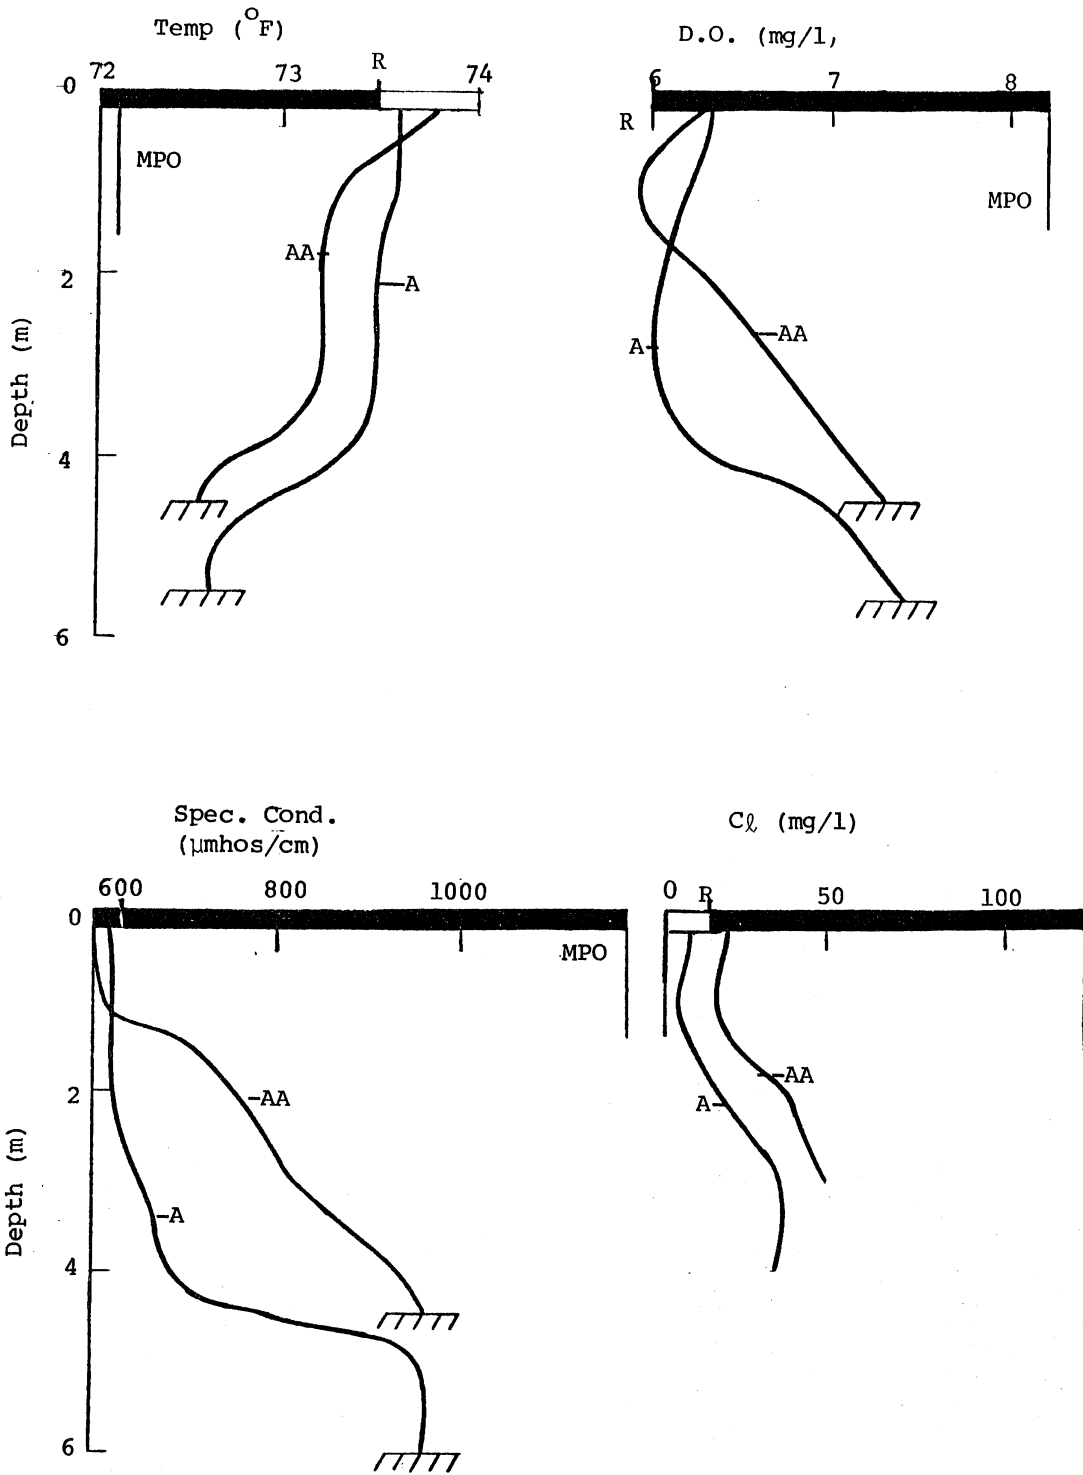 Temp (°F)
72 73 R 74
0
MPO
AA
A
2
4
6
Depth (m)
D.O. (mg/l,
6 7 8
R
MPO
AA
A
Spec. Cond.
(μmhos/cm)
600 800 1000
0
MPO
AA
A
2
4
6
Depth (m)
Cℓ (mg/l)
0 R 50 100
AA
A